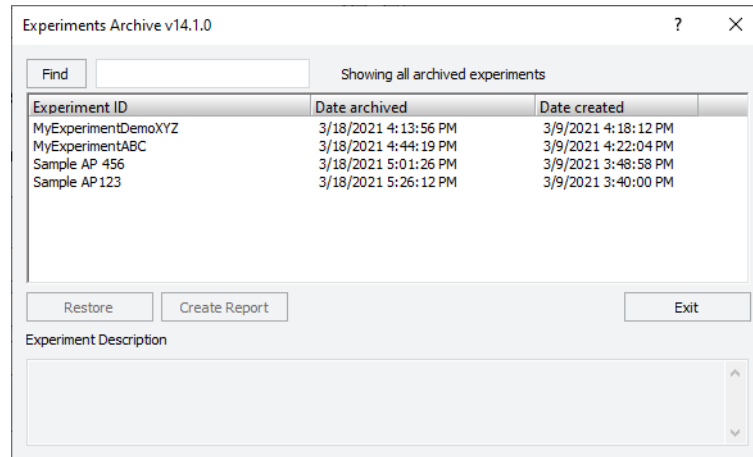 Experiments Archive v14.1.0 ?
Find Showing all archived experiments
Experiment ID Date archived Date created
MyExperimentDemoXYZ 3/18/2021 4:13:56 PM 3/9/2021 4:18:12 PM
MyExperimentABC 3/18/2021 4:44:19 PM 3/9/2021 4:22:04 PM
Sample AP 456 3/18/2021 5:01:26 PM 3/9/2021 3:48:58 PM
Sample AP123 3/18/2021 5:26:12 PM 3/9/2021 3:40:00 PM
Restore Create Report Exit
Experiment Description